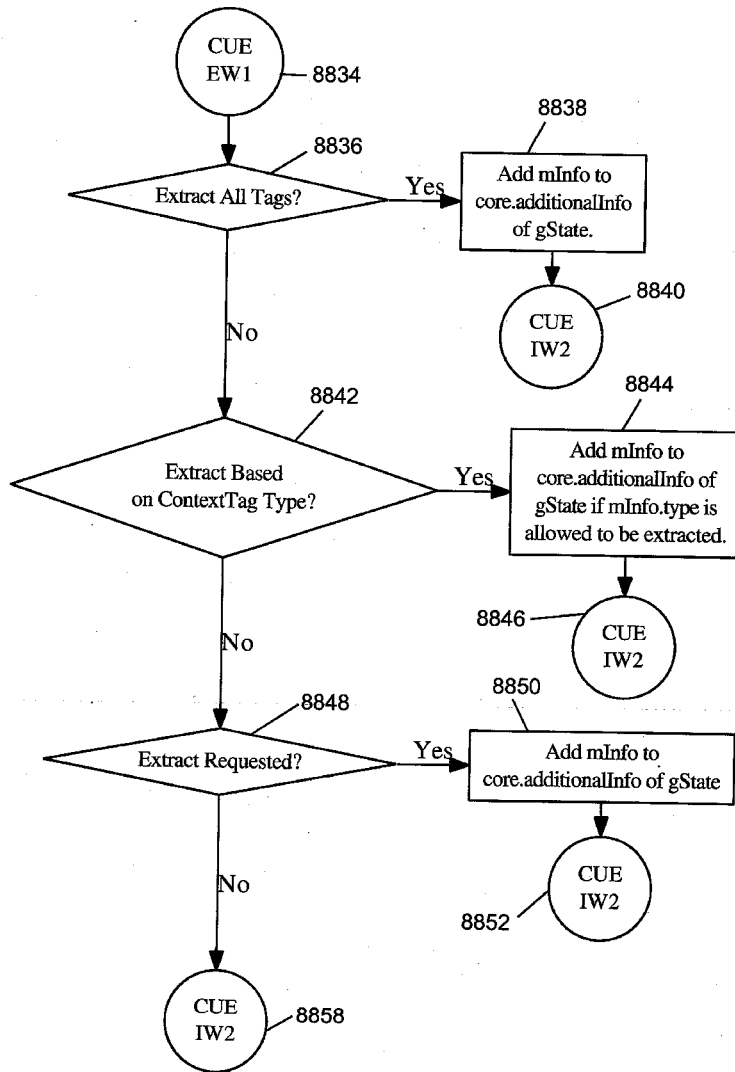 CUE
EW1
8834
8836
Extract All Tags?
Yes
8838
Add mInfo to
core.additionalInfo
of gState.
8840
CUE
IW2
No
8842
Extract Based
on ContextTag Type?
Yes
8844
Add mInfo to
core.additionalInfo of
gState if mInfo.type is
allowed to be extracted.
8846
CUE
IW2
No
8848
Extract Requested?
Yes
8850
Add mInfo to
core.additionalInfo of gState
8852
CUE
IW2
No
CUE
IW2
8858